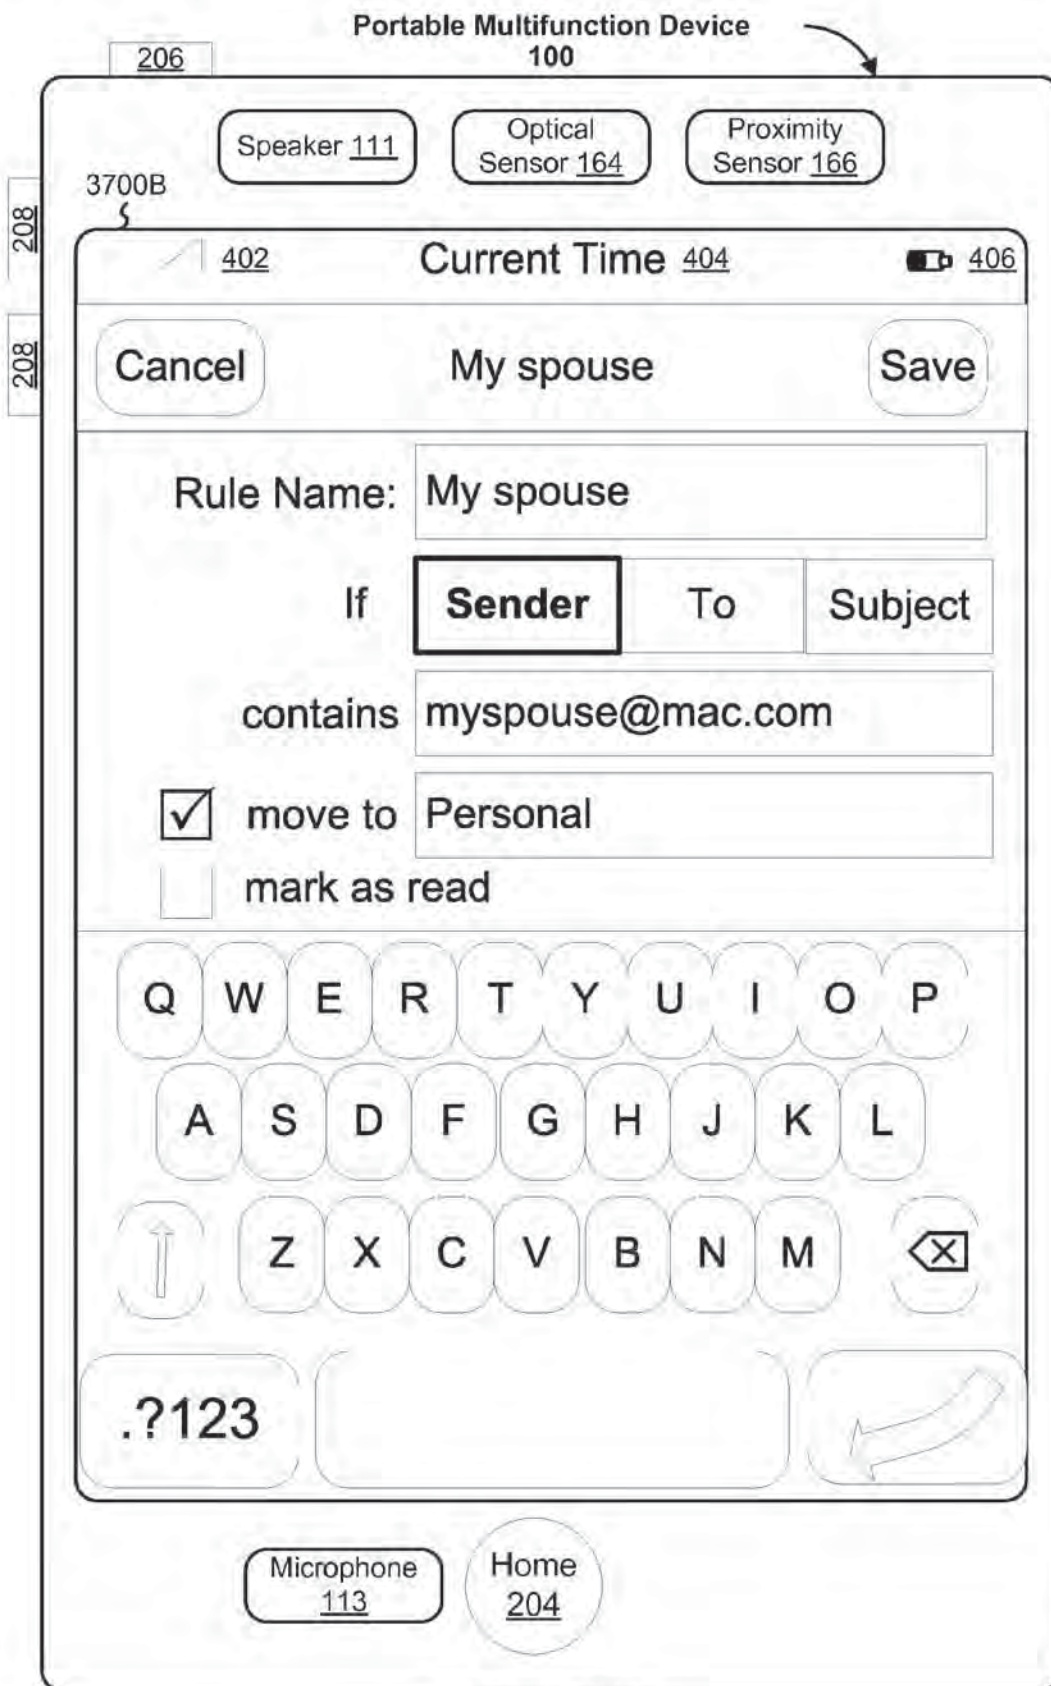 Portable Multifunction Device
100
206
Speaker 111
Optical
Sensor 164
Proximity
Sensor 166
3700B
208
402
Current Time 404
406
208
Cancel
My spouse
Save
Rule Name:
My spouse
If
Sender
To
Subject
contains
myspouse@mac.com
move to
Personal
mark as read
Q W E R T Y U I O P
A S D F G H J K L
Z X C V B N M
.?123
Microphone
113
Home
204